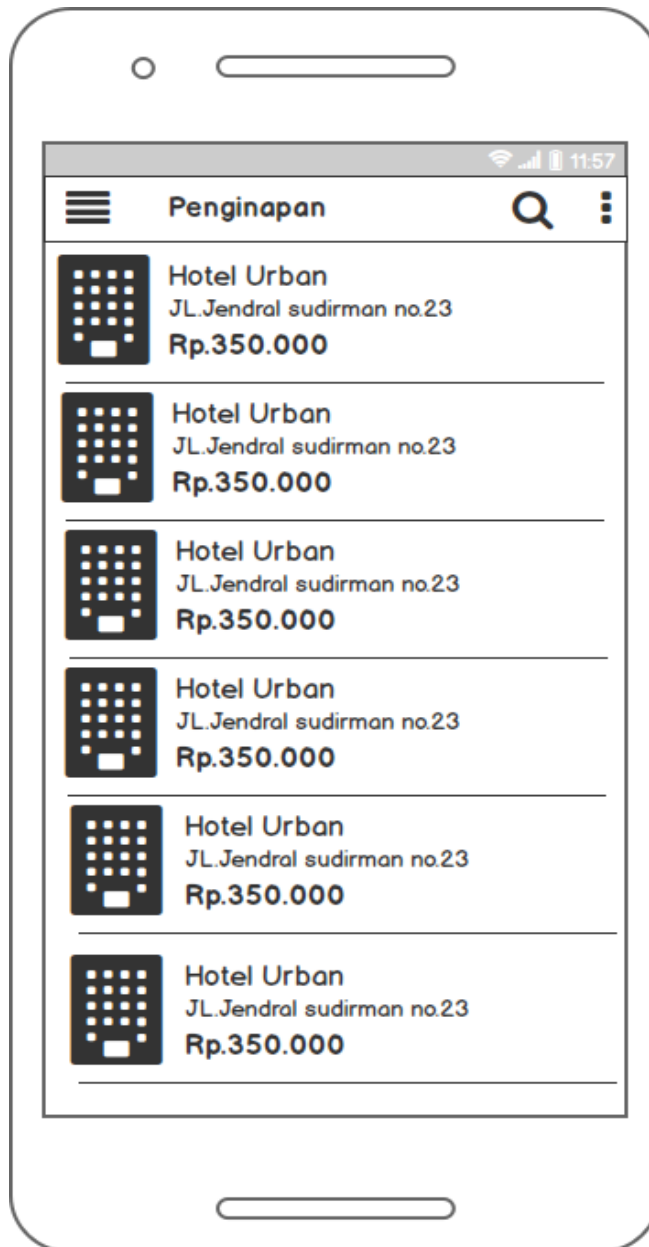 11:57
Penginapan
Hotel Urban
JL.Jendral sudirman no.23
Rp.350.000
Hotel Urban
JL.Jendral sudirman no.23
Rp.350.000
Hotel Urban
JL.Jendral sudirman no.23
Rp.350.000
Hotel Urban
JL.Jendral sudirman no.23
Rp.350.000
Hotel Urban
JL.Jendral sudirman no.23
Rp.350.000
Hotel Urban
JL.Jendral sudirman no.23
Rp.350.000